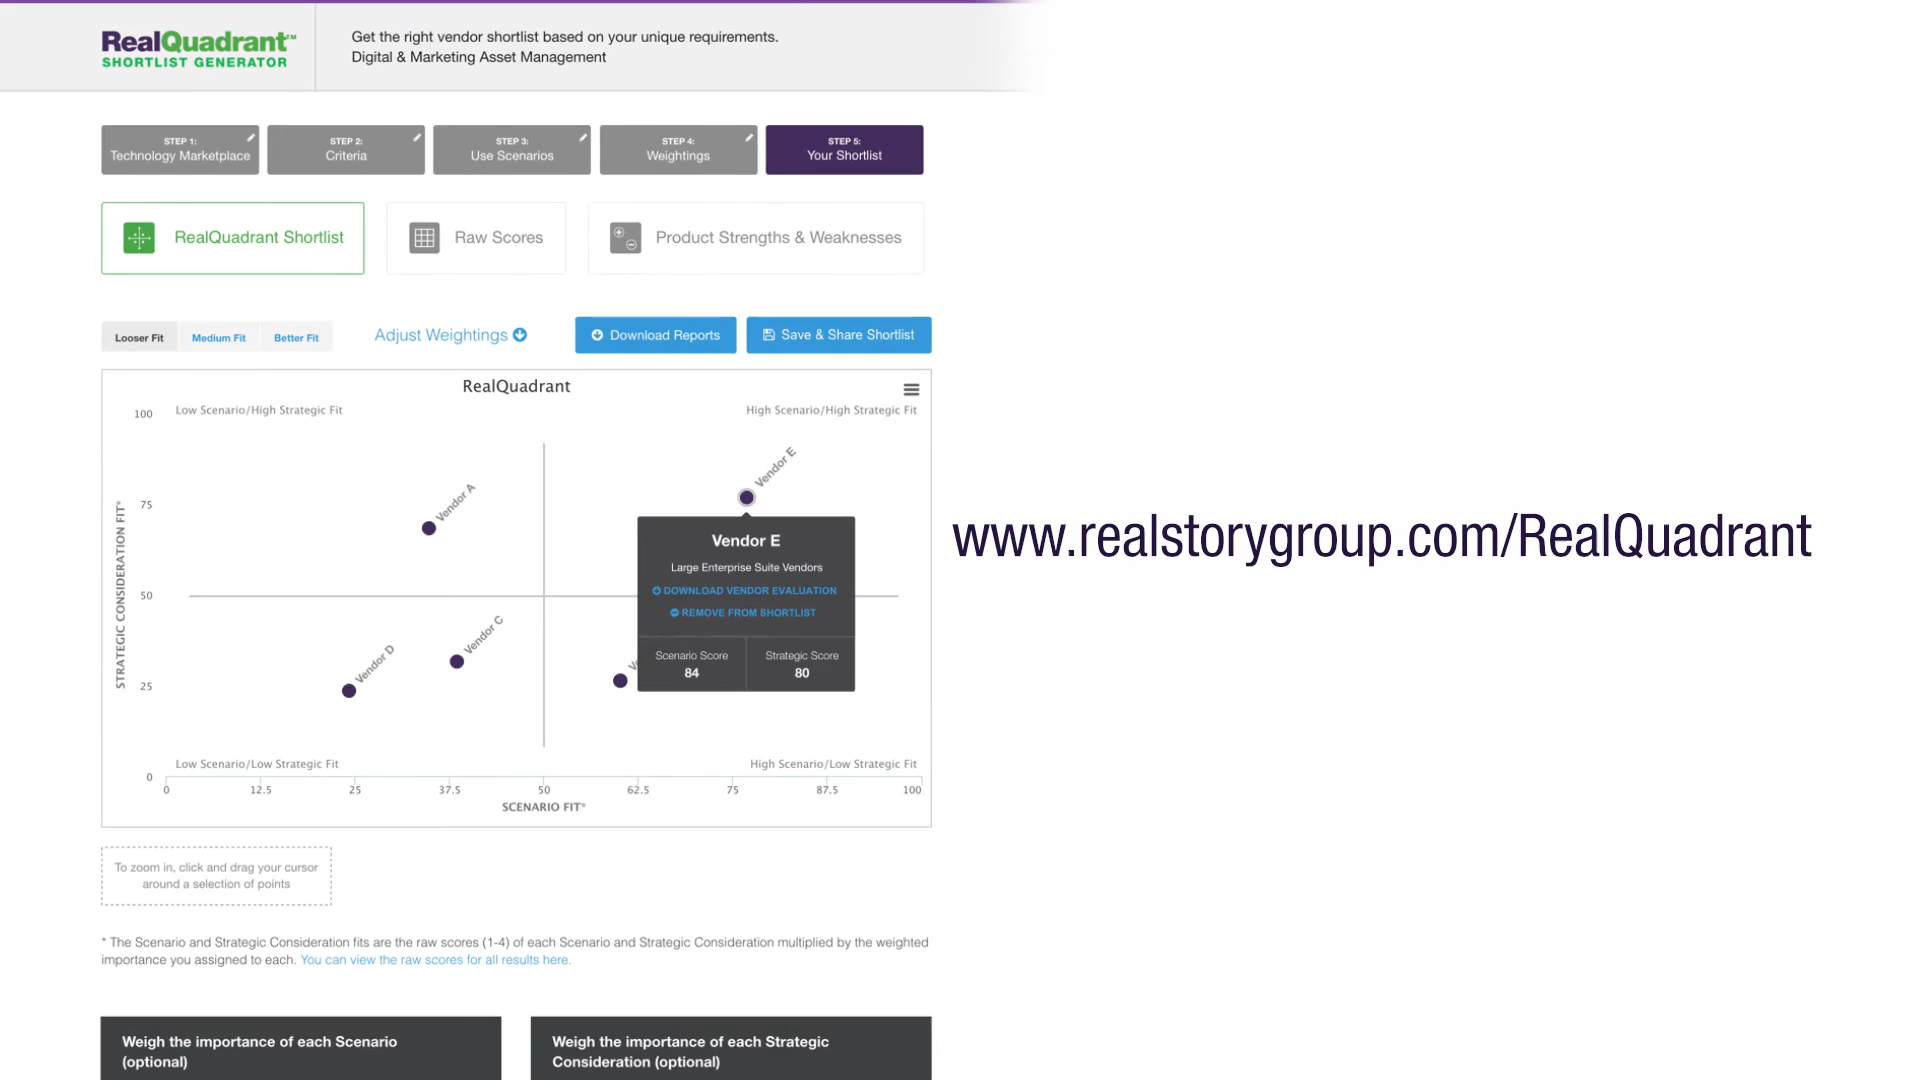 RealQuadrant™
SHORTLIST GENERATOR
Get the right vendor shortlist based on your unique requirements.
Digital & Marketing Asset Management
STEP 1:
Technology Marketplace
STEP 2:
Criteria
STEP 3:
Use Scenarios
STEP 4:
Weightings
STEP 5:
Your Shortlist
RealQuadrant Shortlist
Raw Scores
Product Strengths & Weaknesses
Looser Fit
Medium Fit
Better Fit
Adjust Weightings
Download Reports
Save & Share Shortlist
RealQuadrant
Low Scenario/High Strategic Fit
High Scenario/High Strategic Fit
100
75
50
25
0
STRATEGIC CONSIDERATION FIT*
Vendor A
Vendor E
Vendor C
Vendor D
Vendor E
Large Enterprise Suite Vendors
DOWNLOAD VENDOR EVALUATION
REMOVE FROM SHORTLIST
Scenario Score
84
Strategic Score
80
Low Scenario/Low Strategic Fit
High Scenario/Low Strategic Fit
0 12.5 25 37.5 50 62.5 75 87.5 100
SCENARIO FIT*
www.realstorygroup.com/RealQuadrant
To zoom in, click and drag your cursor
around a selection of points
* The Scenario and Strategic Consideration fits are the raw scores (1-4) of each Scenario and Strategic Consideration multiplied by the weighted
importance you assigned to each. You can view the raw scores for all results here.
Weigh the importance of each Scenario
(optional)
Weigh the importance of each Strategic
Consideration (optional)